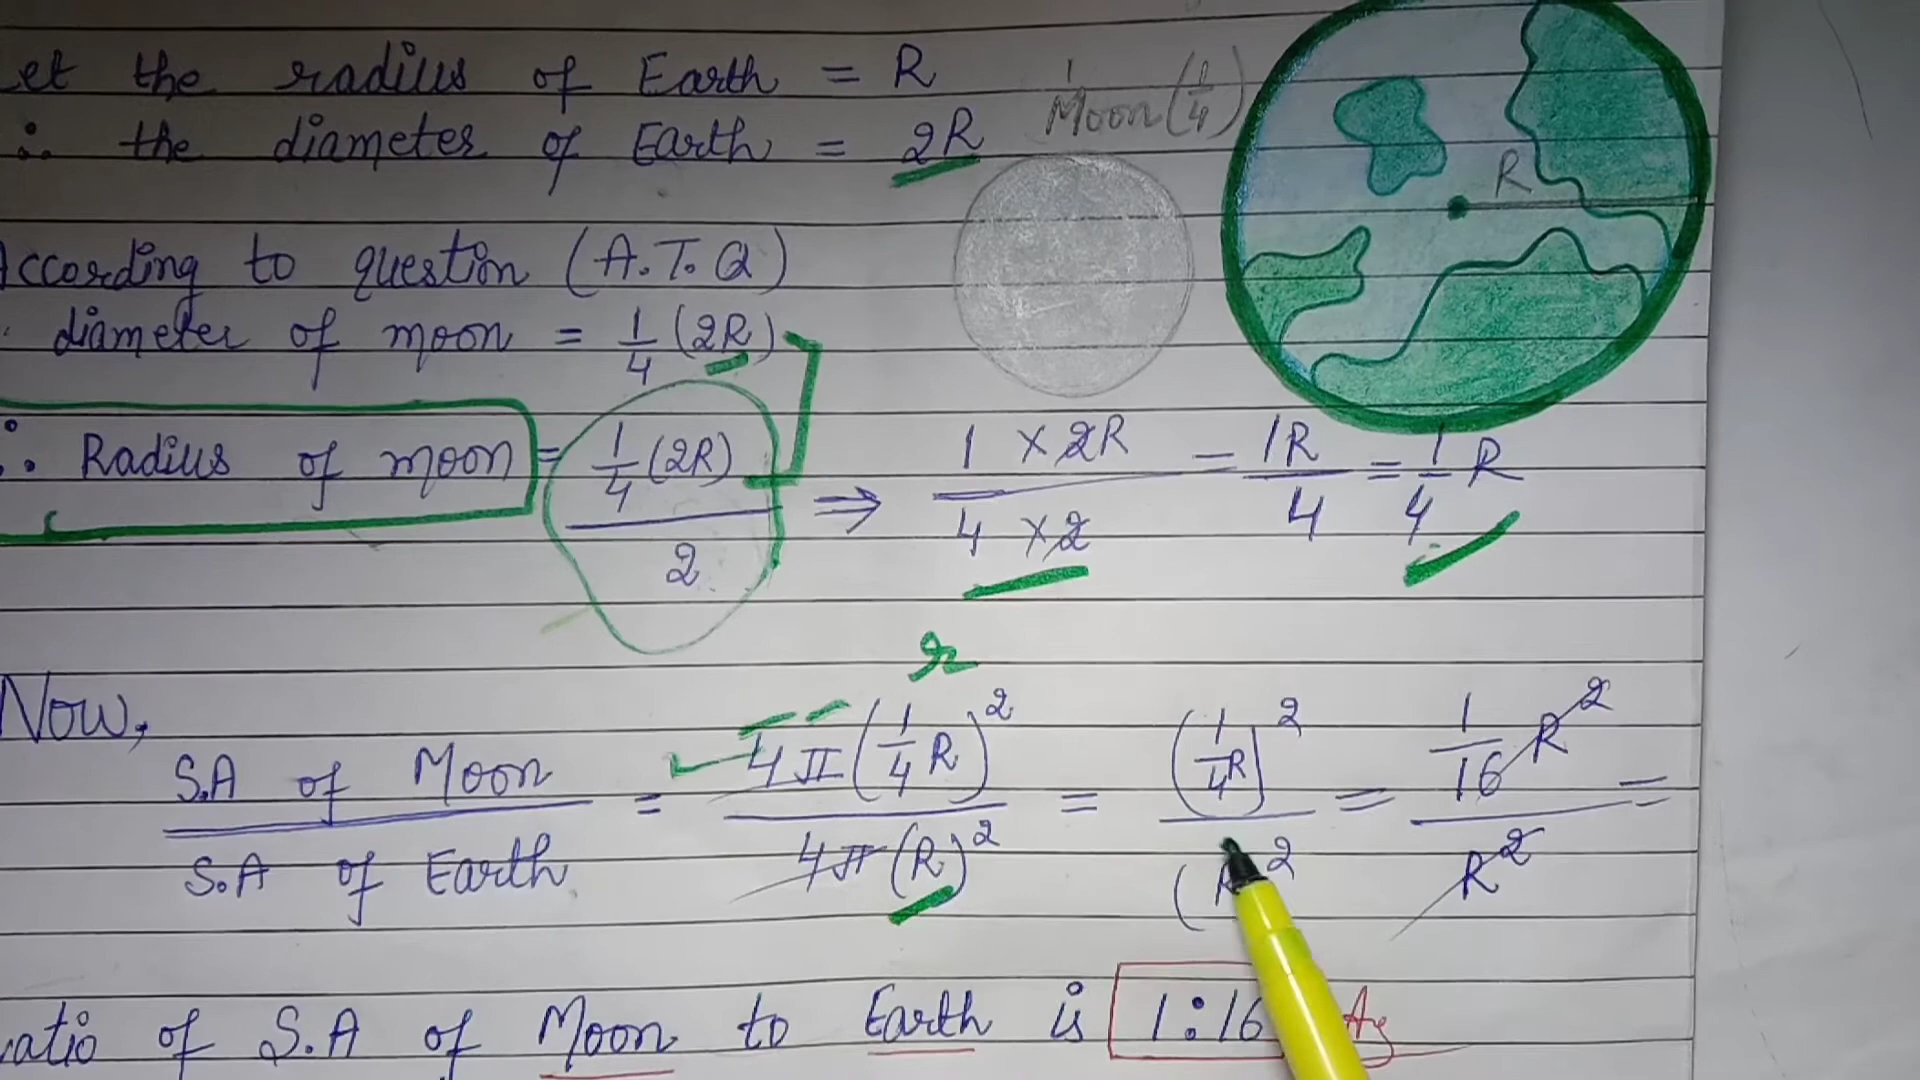 et the radius of Earth = R
∴ the diameter of Earth = 2R
Moon (1/4)
R
According to question (A.T.Q)
diameter of moon = 1/4 (2R)
∴ Radius of moon = 1/4 (2R) / 2 ⇒ 1 × 2R / 4 × 2 = 1R / 4 = 1/4 R
r
Now,
S.A of Moon / S.A of Earth = 4π(1/4 R)² / 4π(R)² = (1/4 R)² / (R ² = 1/16 R² / R² =
ratio of S.A of Moon to Earth is 1:16